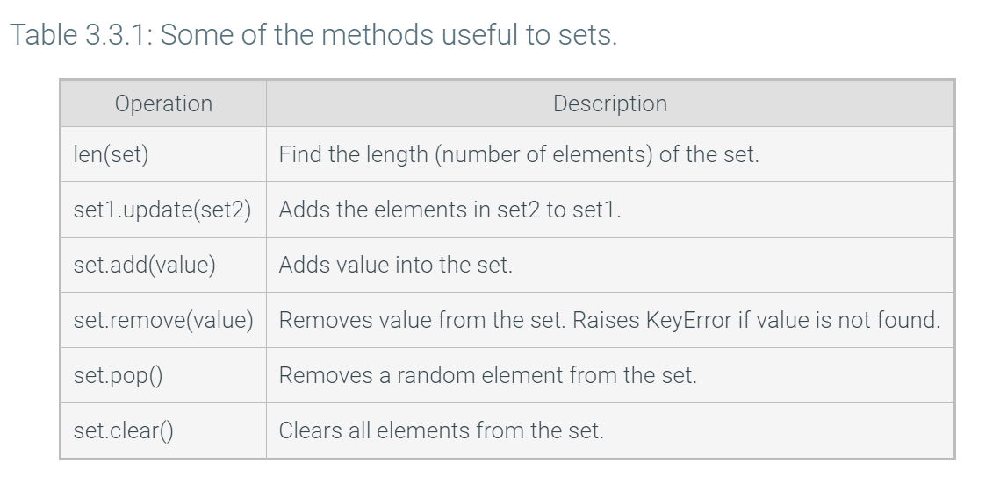 Table 3.3.1: Some of the methods useful to sets.
Operation Description
len(set) Find the length (number of elements) of the set.
set1.update(set2) Adds the elements in set2 to set1.
set.add(value) Adds value into the set.
set.remove(value) Removes value from the set. Raises KeyError if value is not found.
set.pop() Removes a random element from the set.
set.clear() Clears all elements from the set.